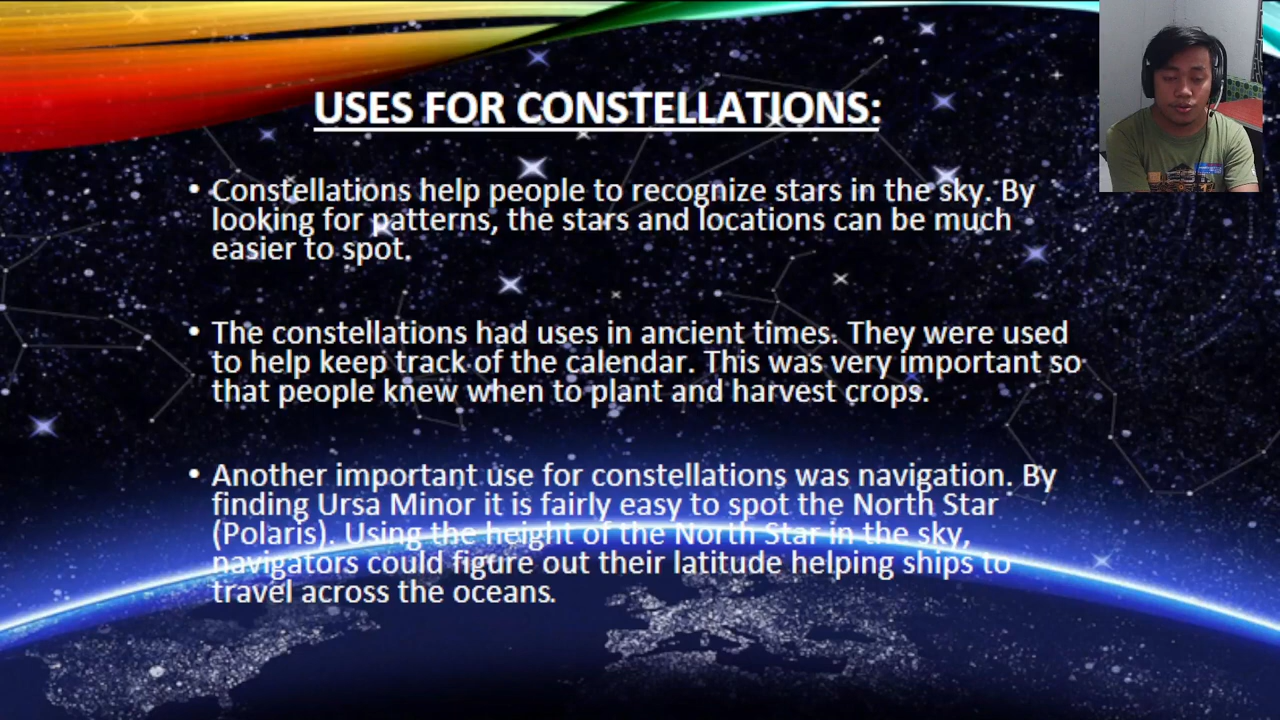 USES FOR CONSTELLATIONS:
• Constellations help people to recognize stars in the sky. By
looking for patterns, the stars and locations can be much
easier to spot.
• The constellations had uses in ancient times. They were used
to help keep track of the calendar. This was very important so
that people knew when to plant and harvest crops.
• Another important use for constellations was navigation. By
finding Ursa Minor it is fairly easy to spot the North Star
(Polaris). Using the height of the North Star in the sky,
navigators could figure out their latitude helping ships to
travel across the oceans.